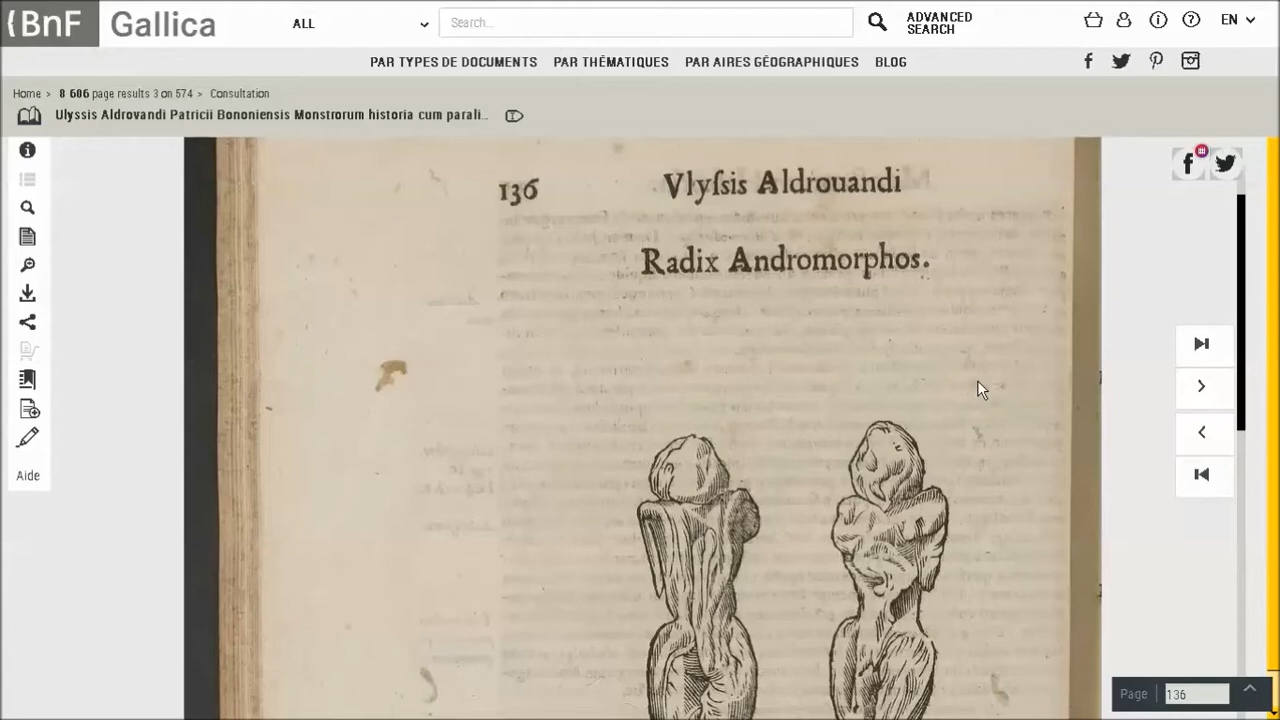 {BnF Gallica
ALL
Search...
ADVANCED SEARCH
EN
PAR TYPES DE DOCUMENTS PAR THÉMATIQUES PAR AIRES GÉOGRAPHIQUES BLOG
Home > 8 606 page results 3 on 574 > Consultation
Ulyssis Aldrovandi Patricii Bononiensis Monstrorum historia cum parali..
136 Vlyſsis Aldrouandi
Radix Andromorphos.
Aide
Page 136